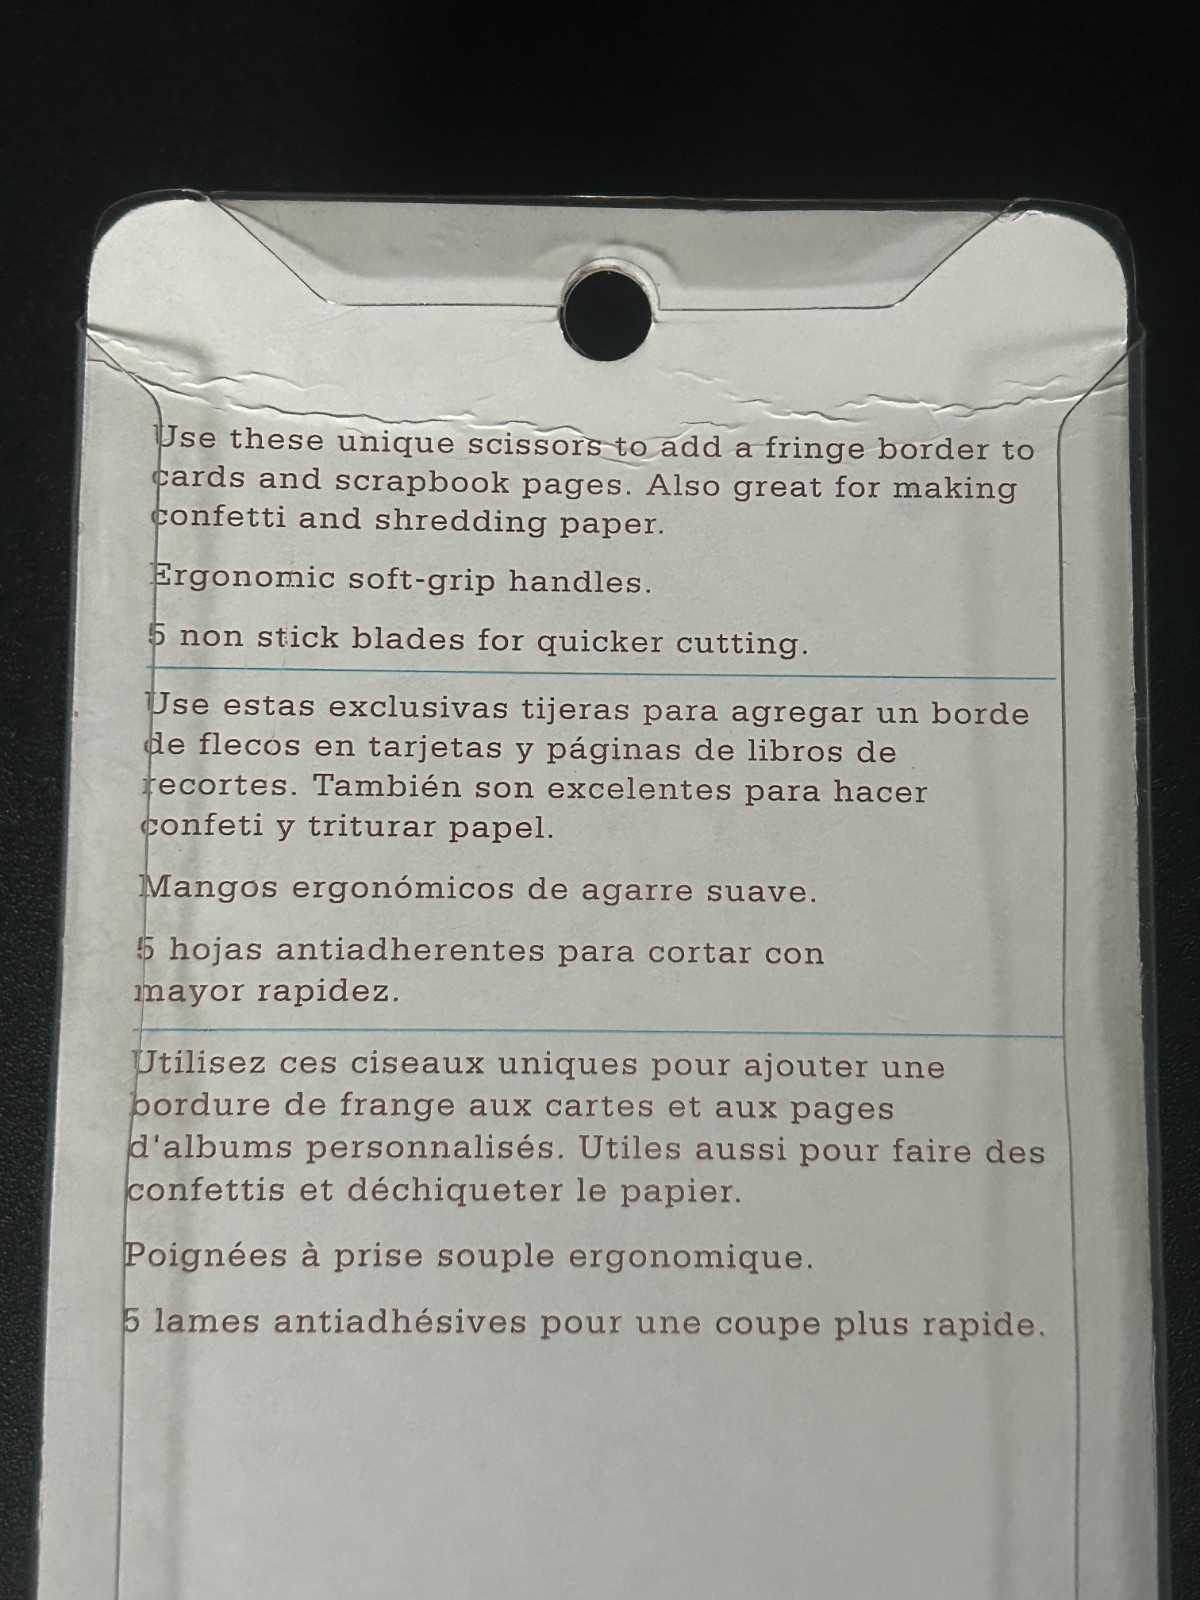 Use these unique scissors to add a fringe border to
cards and scrapbook pages. Also great for making
confetti and shredding paper.
Ergonomic soft-grip handles.
5 non stick blades for quicker cutting.
Use estas exclusivas tijeras para agregar un borde
de flecos en tarjetas y páginas de libros de
recortes. También son excelentes para hacer
confeti y triturar papel.
Mangos ergonómicos de agarre suave.
5 hojas antiadherentes para cortar con
mayor rapidez.
Utilisez ces ciseaux uniques pour ajouter une
bordure de frange aux cartes et aux pages
d'albums personnalisés. Utiles aussi pour faire des
confettis et déchiqueter le papier.
Poignées à prise souple ergonomique.
5 lames antiadhésives pour une coupe plus rapide.